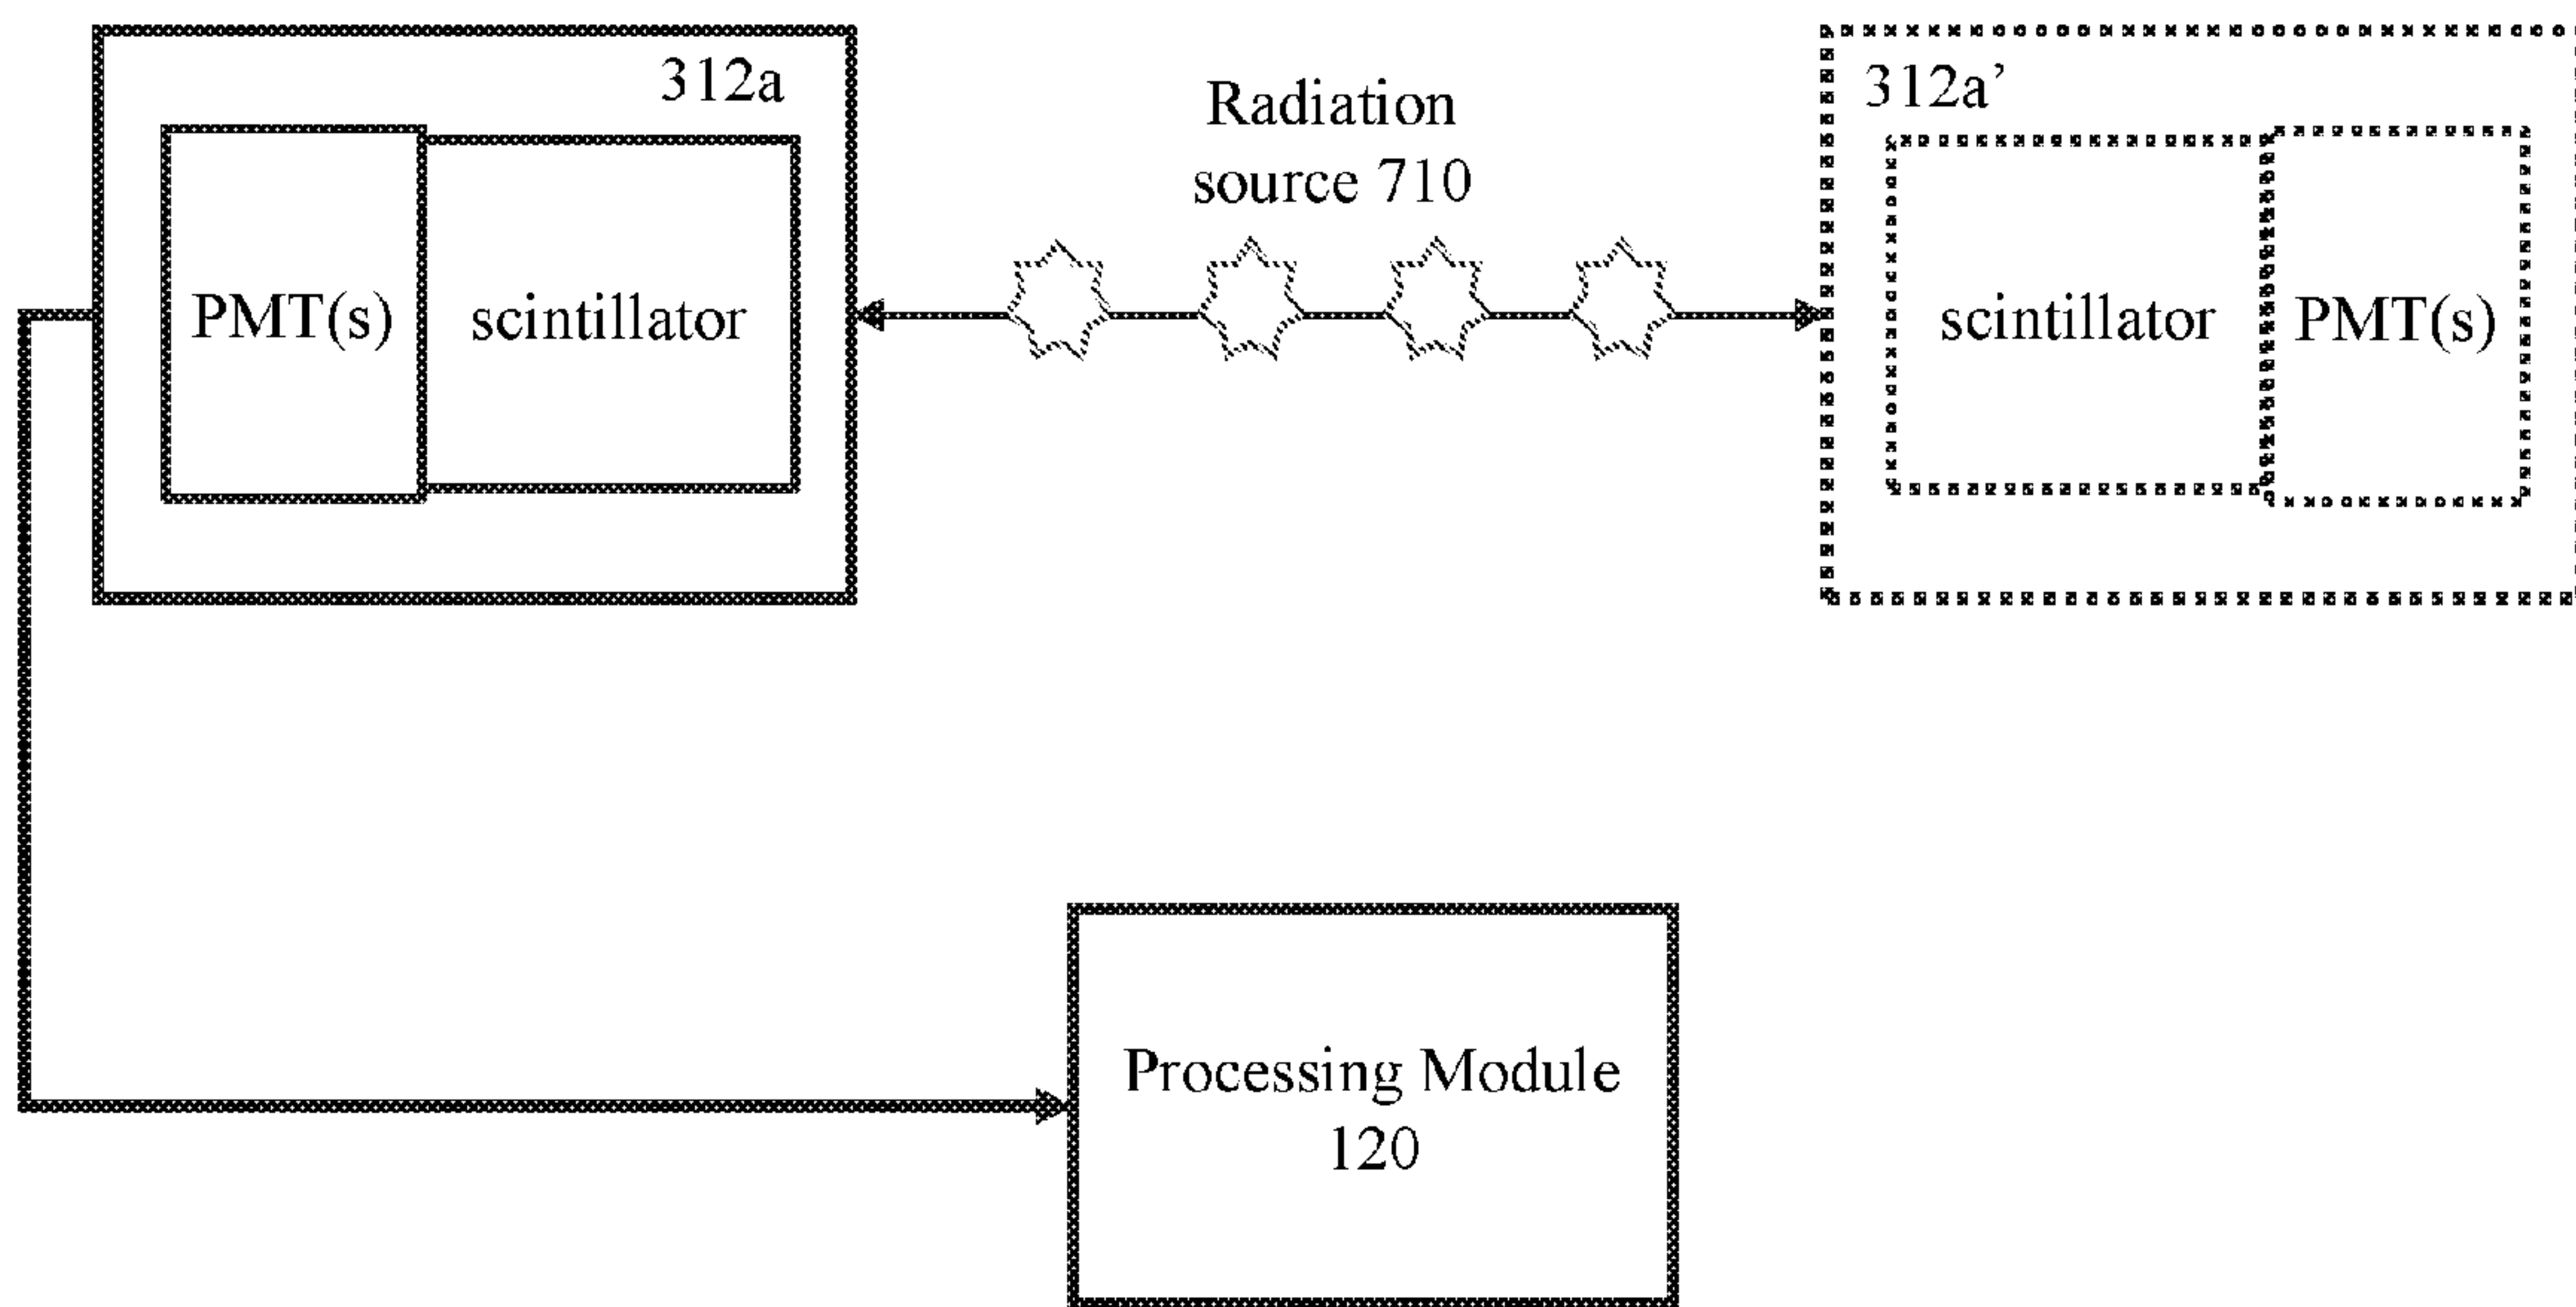 312a
PMT(s)
scintillator
Radiation
source 710
312a’
scintillator
PMT(s)
Processing Module
120